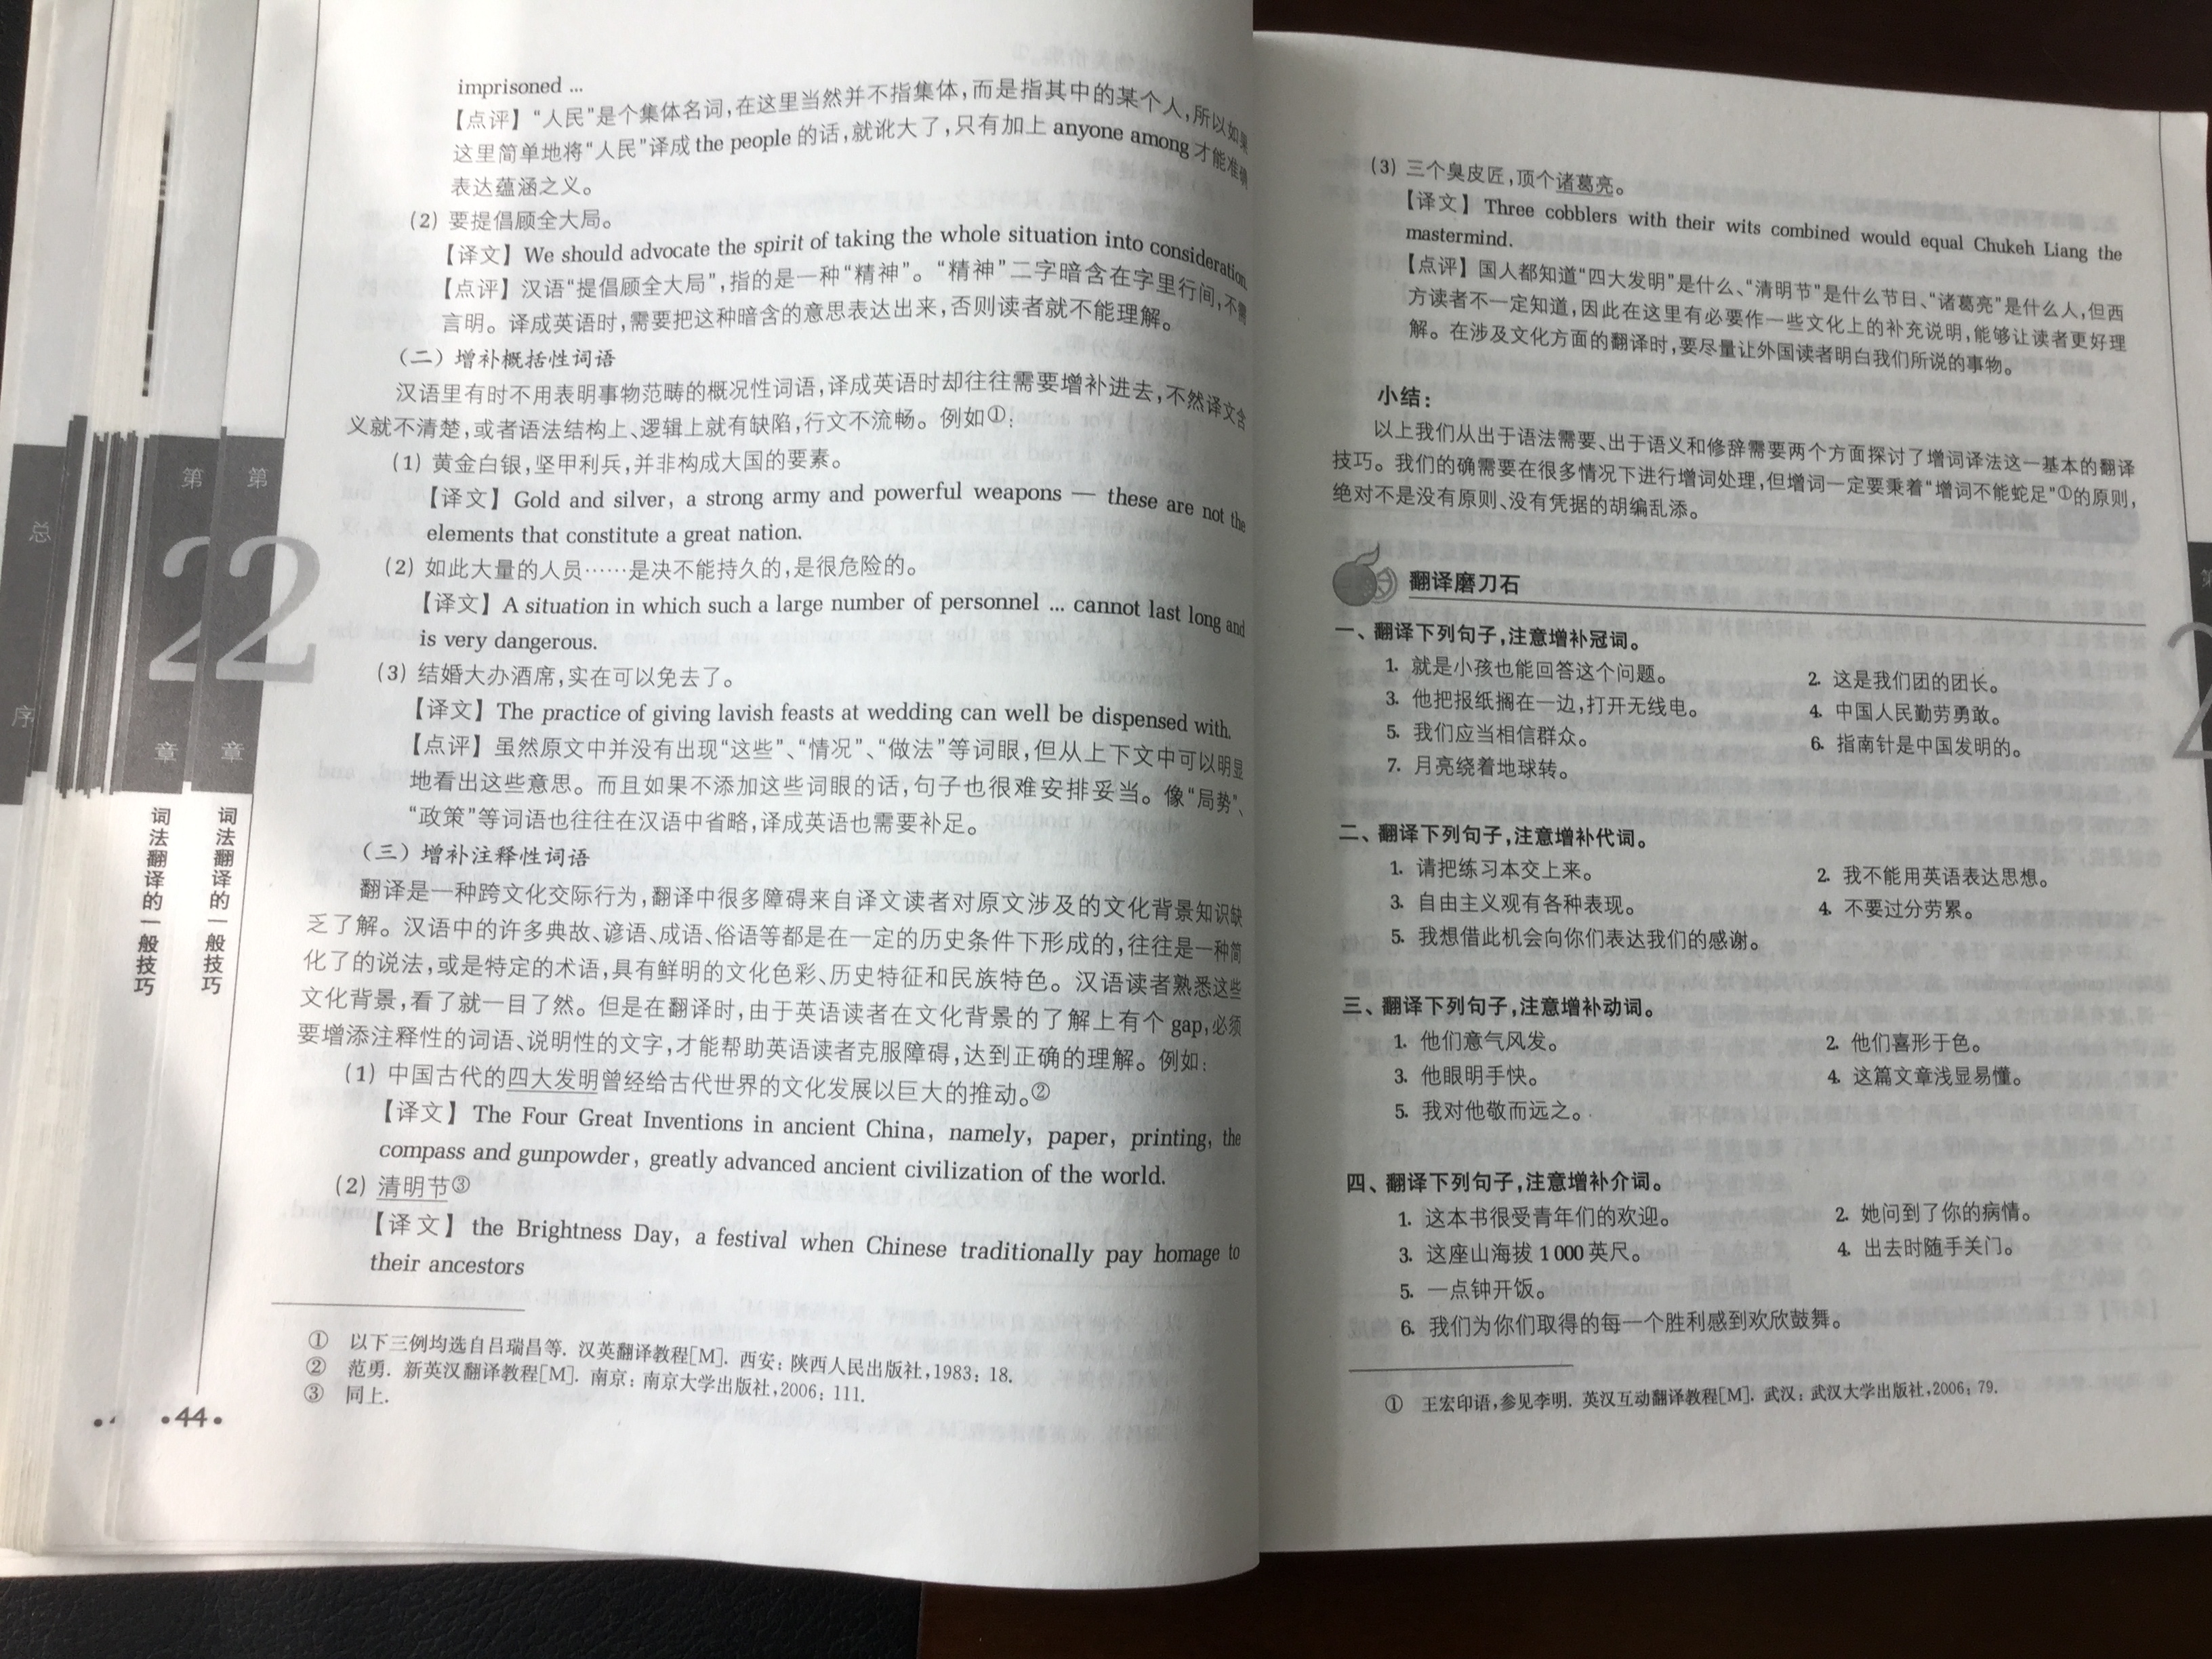 imprisoned ...
【点评】"人民"是个集体名词,在这里当然并不指集体,而是指其中的某个人,所以如果
这里简单地将"人民"译成 the people 的话,就讹大了,只有加上 anyone among 才能准确
表达蕴涵之义。
(2) 要提倡顾全大局。
【译文】We should advocate the spirit of taking the whole situation into consideration.
【点评】汉语"提倡顾全大局",指的是一种"精神"。"精神"二字暗含在字里行间,不需
言明。译成英语时,需要把这种暗含的意思表达出来,否则读者就不能理解。
(二) 增补概括性词语
汉语里有时不用表明事物范畴的概况性词语,译成英语时却往往需要增补进去,不然译文含
义就不清楚,或者语法结构上、逻辑上就有缺陷,行文不流畅。例如①:
(1) 黄金白银,坚甲利兵,并非构成大国的要素。
【译文】Gold and silver, a strong army and powerful weapons — these are not the
elements that constitute a great nation.
(2) 如此大量的人员……是决不能持久的,是很危险的。
【译文】A situation in which such a large number of personnel ... cannot last long and
is very dangerous.
(3) 结婚大办酒席,实在可以免去了。
【译文】The practice of giving lavish feasts at wedding can well be dispensed with.
【点评】虽然原文中并没有出现"这些"、"情况"、"做法"等词眼,但从上下文中可以明显
地看出这些意思。而且如果不添加这些词眼的话,句子也很难安排妥当。像"局势"、
"政策"等词语也往往在汉语中省略,译成英语也需要补足。
(三) 增补注释性词语
翻译是一种跨文化交际行为,翻译中很多障碍来自译文读者对原文涉及的文化背景知识缺
乏了解。汉语中的许多典故、谚语、成语、俗语等都是在一定的历史条件下形成的,往往是一种简
化了的说法,或是特定的术语,具有鲜明的文化色彩、历史特征和民族特色。汉语读者熟悉这些
文化背景,看了就一目了然。但是在翻译时,由于英语读者在文化背景的了解上有个 gap,必须
要增添注释性的词语、说明性的文字,才能帮助英语读者克服障碍,达到正确的理解。例如:
(1) 中国古代的四大发明曾经给古代世界的文化发展以巨大的推动。②
【译文】The Four Great Inventions in ancient China, namely, paper, printing, the
compass and gunpowder, greatly advanced ancient civilization of the world.
(2) 清明节③
【译文】the Brightness Day, a festival when Chinese traditionally pay homage to
their ancestors
① 以下三例均选自吕瑞昌等. 汉英翻译教程[M]. 西安: 陕西人民出版社,1983: 18.
② 范勇. 新英汉翻译教程[M]. 南京: 南京大学出版社,2006: 111.
③ 同上.
•44•
第
2
章
词法翻译的一般技巧
第
2
章
词法翻译的一般技巧
序
(3) 三个臭皮匠,顶个诸葛亮。
【译文】Three cobblers with their wits combined would equal Chukeh Liang the
mastermind.
【点评】国人都知道"四大发明"是什么、"清明节"是什么节日、"诸葛亮"是什么人,但西
方读者不一定知道,因此在这里有必要作一些文化上的补充说明,能够让读者更好理
解。在涉及文化方面的翻译时,要尽量让外国读者明白我们所说的事物。
小结:
以上我们从出于语法需要、出于语义和修辞需要两个方面探讨了增词译法这一基本的翻译
技巧。我们的确需要在很多情况下进行增词处理,但增词一定要秉着"增词不能蛇足"①的原则,
绝对不是没有原则、没有凭据的胡编乱添。
翻译磨刀石
一、翻译下列句子,注意增补冠词。
1. 就是小孩也能回答这个问题。 2. 这是我们团的团长。
3. 他把报纸搁在一边,打开无线电。 4. 中国人民勤劳勇敢。
5. 我们应当相信群众。 6. 指南针是中国发明的。
7. 月亮绕着地球转。
二、翻译下列句子,注意增补代词。
1. 请把练习本交上来。 2. 我不能用英语表达思想。
3. 自由主义观有各种表现。 4. 不要过分劳累。
5. 我想借此机会向你们表达我们的感谢。
三、翻译下列句子,注意增补动词。
1. 他们意气风发。 2. 他们喜形于色。
3. 他眼明手快。 4. 这篇文章浅显易懂。
5. 我对他敬而远之。
四、翻译下列句子,注意增补介词。
1. 这本书很受青年们的欢迎。 2. 她问到了你的病情。
3. 这座山海拔 1 000 英尺。 4. 出去时随手关门。
5. 一点钟开饭。
6. 我们为你们取得的每一个胜利感到欢欣鼓舞。
① 王宏印语,参见李明. 英汉互动翻译教程[M]. 武汉: 武汉大学出版社,2006: 79.